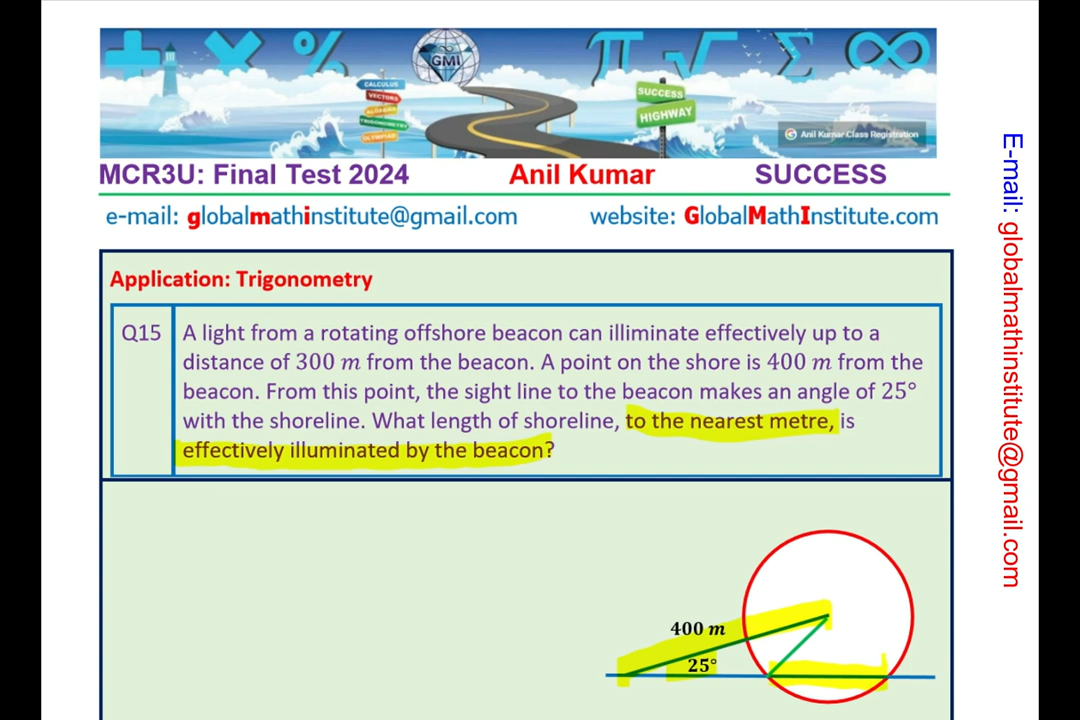 GMI
CALCULUS
VECTORS
TRIGONOMETRY
SUCCESS
HIGHWAY
Anil Kumar Class Registration
MCR3U: Final Test 2024 Anil Kumar SUCCESS
e-mail: globalmathinstitute@gmail.com website: GlobalMathInstitute.com
Application: Trigonometry
Q15 A light from a rotating offshore beacon can illiminate effectively up to a
distance of 300 m from the beacon. A point on the shore is 400 m from the
beacon. From this point, the sight line to the beacon makes an angle of 25°
with the shoreline. What length of shoreline, to the nearest metre, is
effectively illuminated by the beacon?
400 m
25°
E-mail: globalmathinstitute@gmail.com